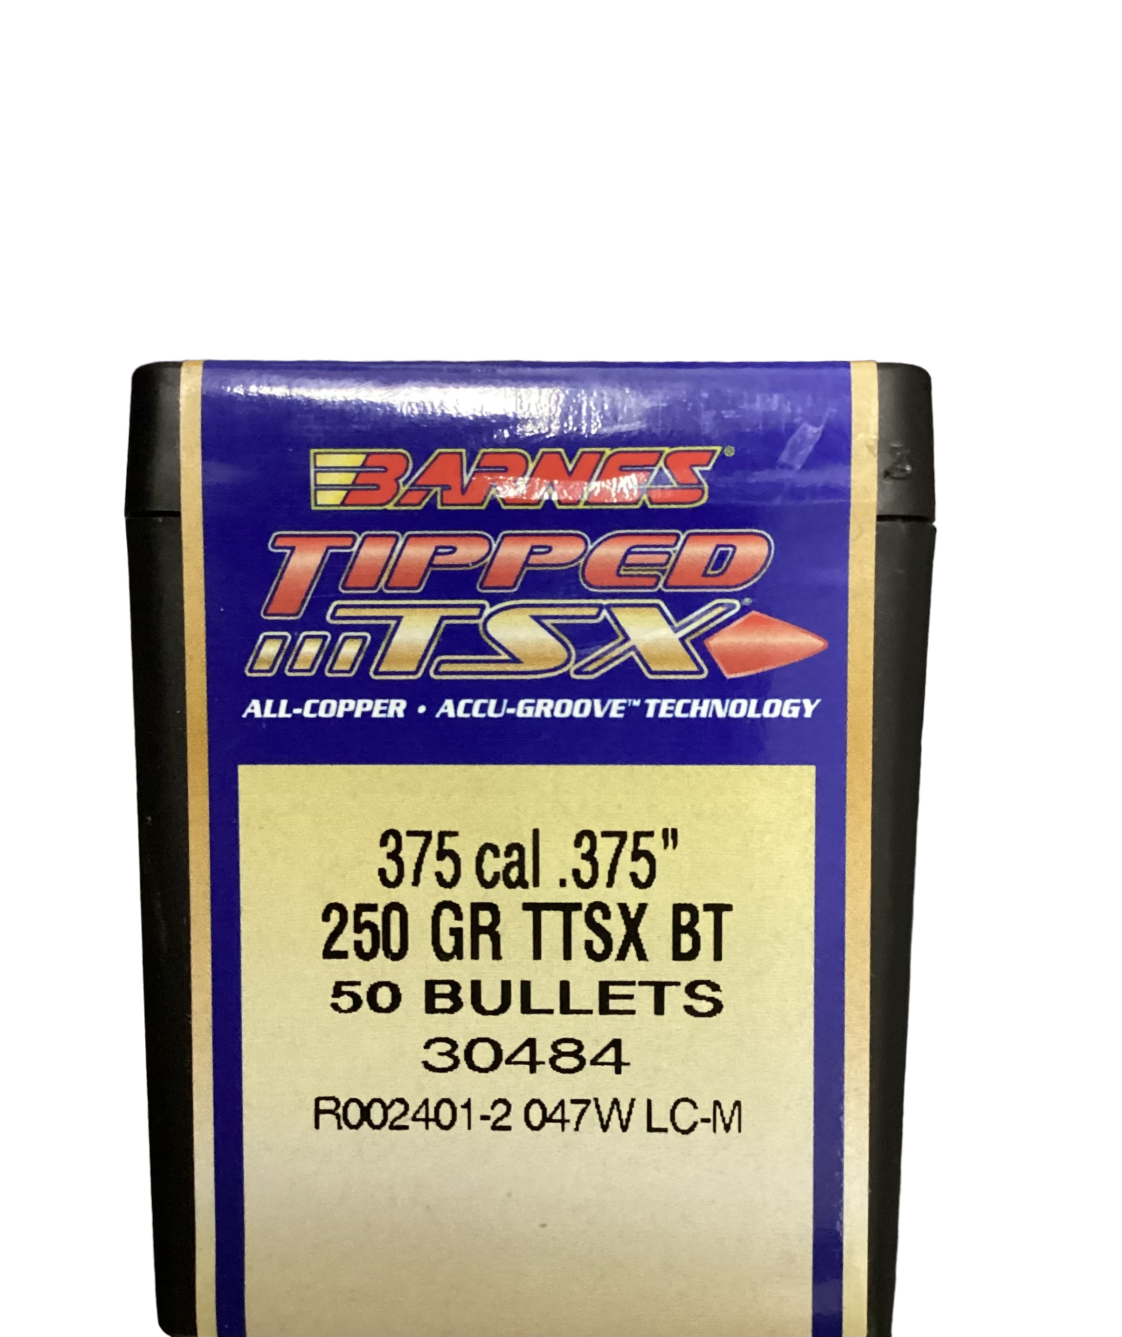 BARNES®
TIPPED
TSX®
ALL-COPPER • ACCU-GROOVE™ TECHNOLOGY
375 cal .375"
250 GR TTSX BT
50 BULLETS
30484
R002401-2 047W LC-M